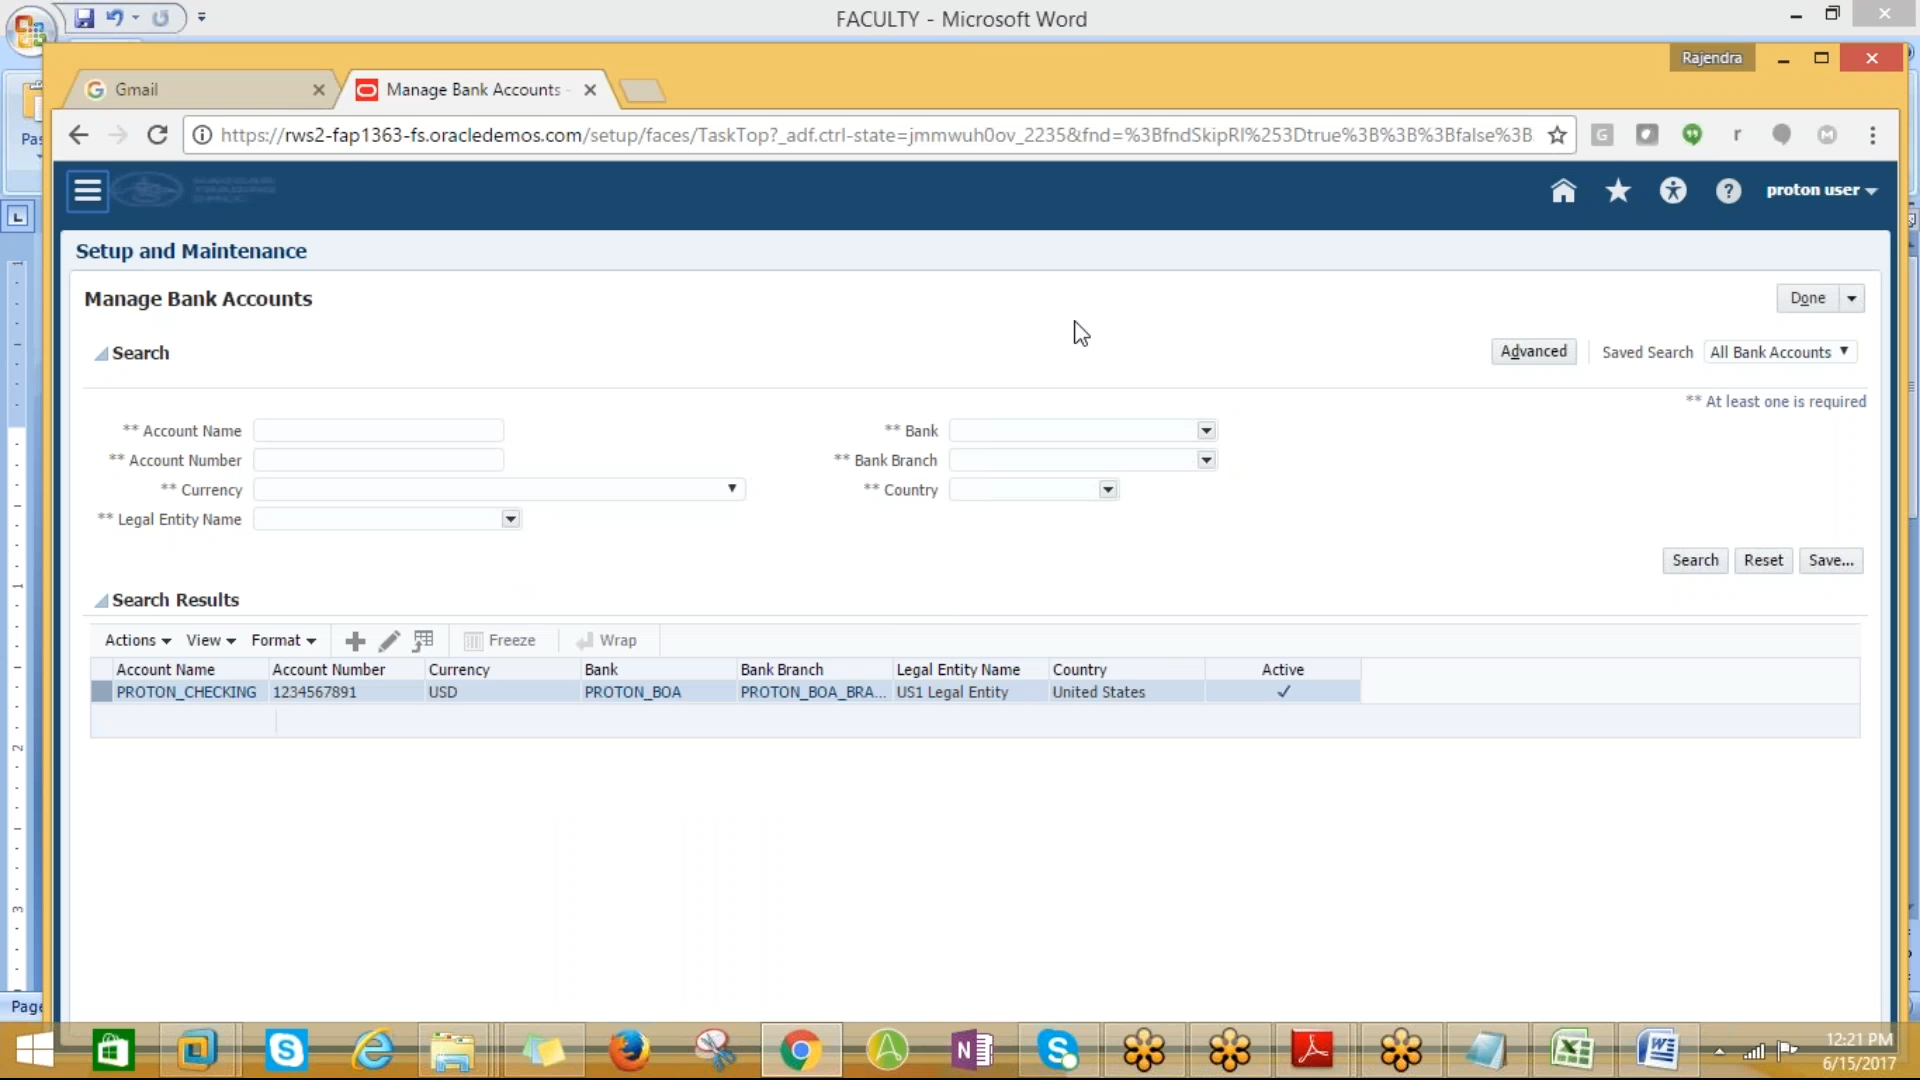 FACULTY - Microsoft Word
Rajendra
Gmail
Manage Bank Accounts -
https://rws2-fap1363-fs.oracledemos.com/setup/faces/TaskTop?_adf.ctrl-state=jmmwuh0ov_2235&fnd=%3BfndSkipRI%253Dtrue%3B%3B%3Bfalse%3B
Pas
proton user
Setup and Maintenance
Manage Bank Accounts
Done
Search
Advanced
Saved Search All Bank Accounts
** At least one is required
** Account Name
** Bank
** Account Number
** Bank Branch
** Currency
** Country
** Legal Entity Name
Search Reset Save...
Search Results
Actions View Format Freeze Wrap
Account Name Account Number Currency Bank Bank Branch Legal Entity Name Country Active
PROTON_CHECKING 1234567891 USD PROTON_BOA PROTON_BOA_BRA... US1 Legal Entity United States
Page
12:21 PM
6/15/2017